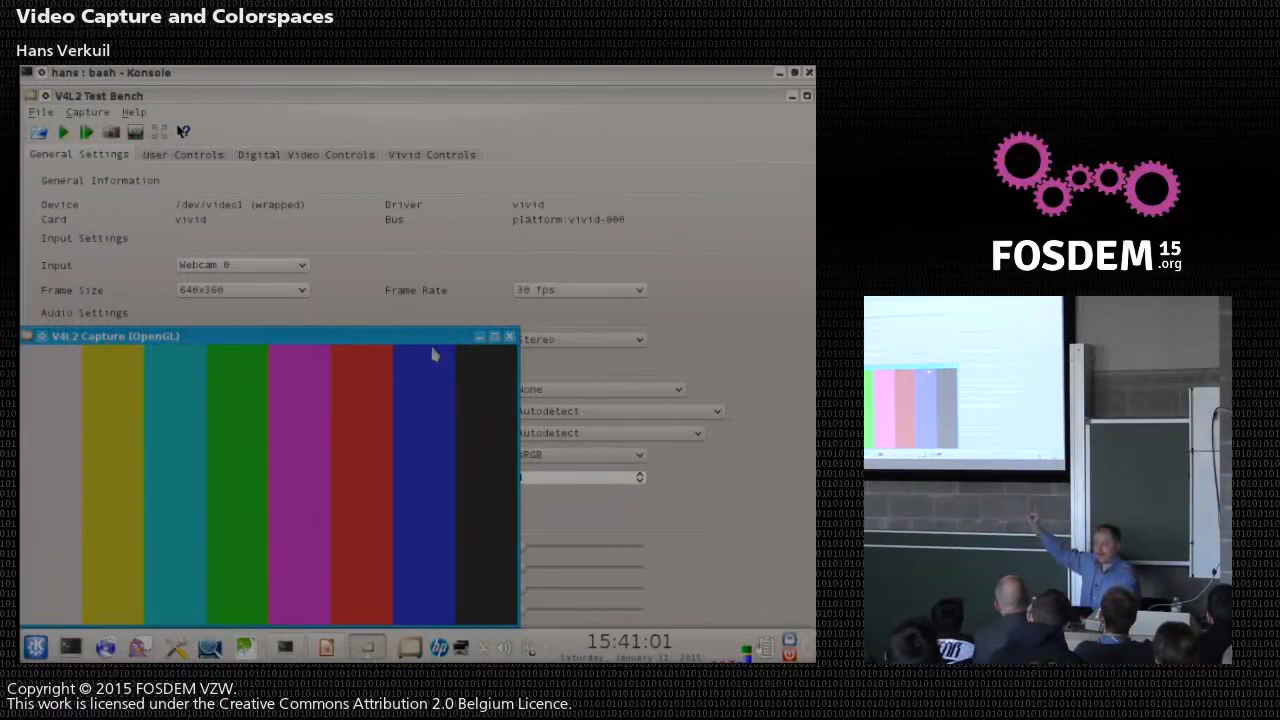 Video Capture and Colorspaces
Hans Verkuil
hans : bash - Konsole
V4L2 Test Bench
File Capture Help
General Settings User Controls Digital Video Controls Vivid Controls
General Information
Device /dev/video1 (wrapped) Driver vivid
Card vivid Bus platform:vivid-000
Input Settings
Input Webcam 0
Frame Size 640x360 Frame Rate 30 fps
Audio Settings
V4L2 Capture (OpenGL)
Stereo
None
Autodetect
Autodetect
sRGB
15:41:01
Saturday, January 31, 2015
FOSDEM 15 .org
Copyright © 2015 FOSDEM VZW.
This work is licensed under the Creative Commons Attribution 2.0 Belgium Licence.